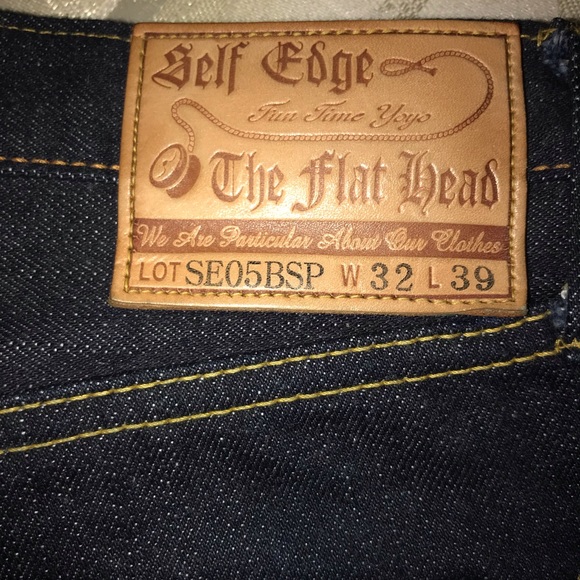 Self Edge
Fun Time Yoyo
The Flat Head
We Are Particular About Our Clothes
LOT SE05BSP W 32 L 39